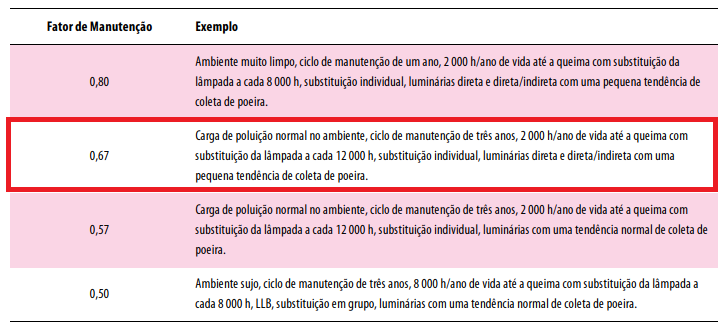 Fator de Manutenção Exemplo
Ambiente muito limpo, ciclo de manutenção de um ano, 2 000 h/ano de vida até a queima com substituição da
0,80 lâmpada a cada 8 000 h, substituição individual, luminárias direta e direta/indireta com uma pequena tendência de
coleta de poeira.
Carga de poluição normal no ambiente, ciclo de manutenção de três anos, 2 000 h/ano de vida até a queima com
0,67 substituição da lâmpada a cada 12 000 h, substituição individual, luminárias direta e direta/indireta com uma
pequena tendência de coleta de poeira.
Carga de poluição normal no ambiente, ciclo de manutenção de três anos, 2 000 h/ano de vida até a queima com
0,57 substituição da lâmpada a cada 12 000 h, substituição individual, luminárias com uma tendência normal de coleta de
poeira.
Ambiente sujo, ciclo de manutenção de três anos, 8 000 h/ano de vida até a queima com substituição da lâmpada a
0,50 cada 8 000 h, LLB, substituição em grupo, luminárias com uma tendência normal de coleta de poeira.